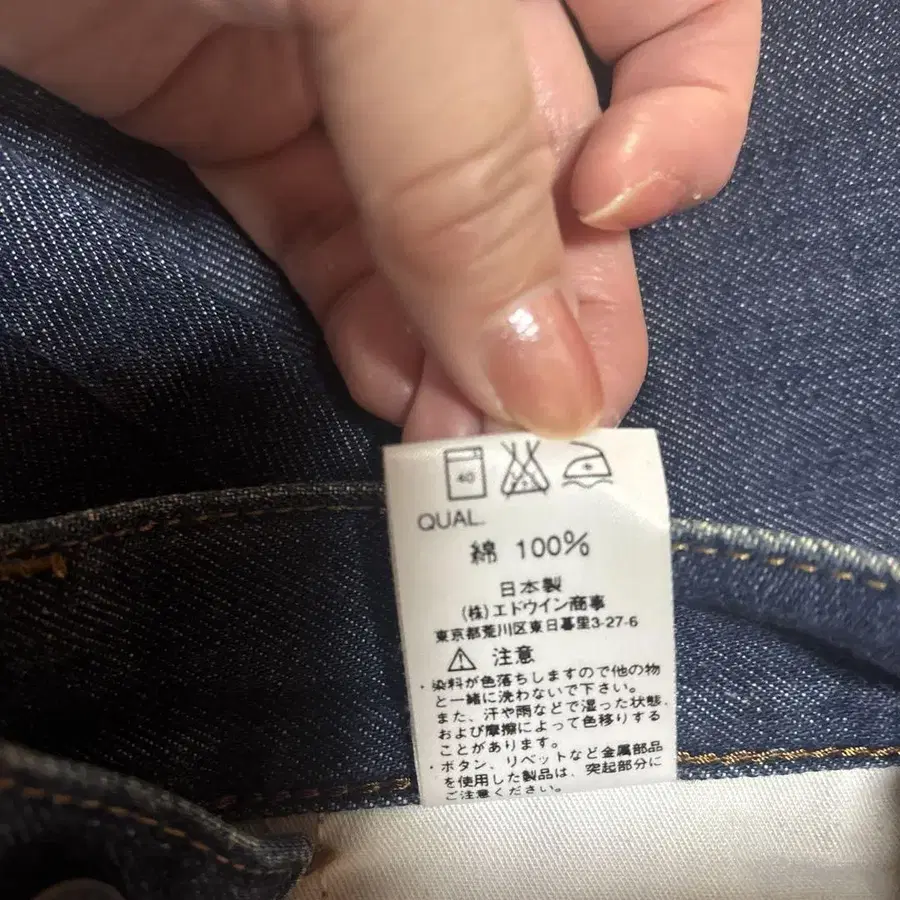 40
QUAL.
綿 100%
日本製
(株)エドウイン商事
東京都荒川区東日暮里3-27-6
注意
・染料が色落ちしますので他の物
と一緒に洗わないで下さい。
また、汗や雨などで湿った状態、
および摩擦によって色移りする
ことがあります。
・ボタン、リベットなど金属部品
を使用した製品は、突起部分に
ご注意ください。